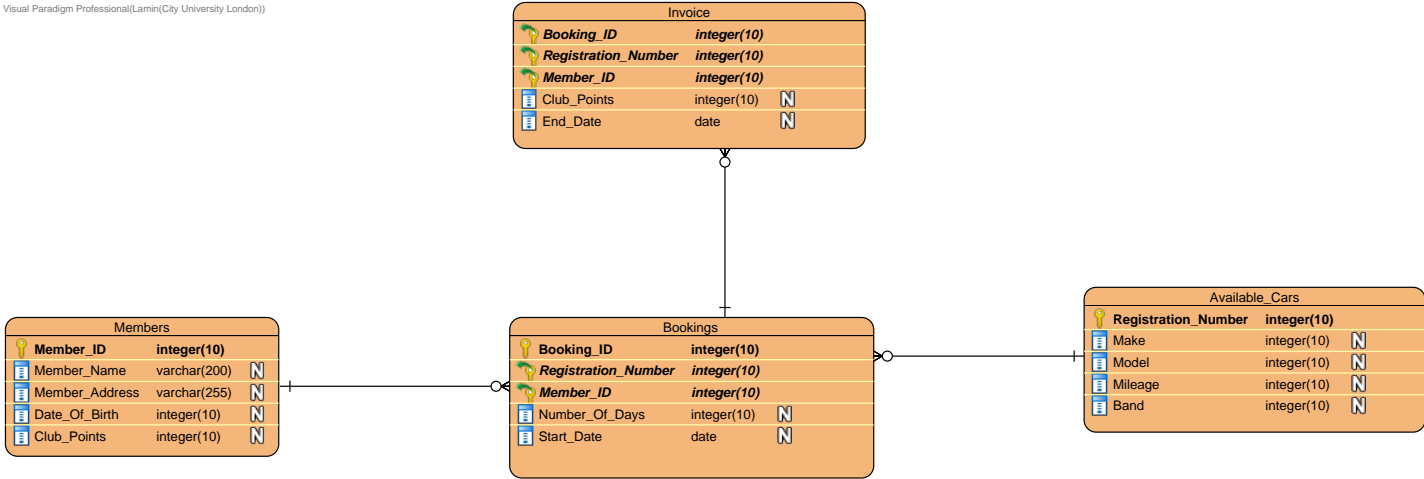 Visual Paradigm Professional(Lamin(City University London))
Invoice
Booking_ID integer(10)
Registration_Number integer(10)
Member_ID integer(10)
Club_Points integer(10) N
End_Date date N
Members
Member_ID integer(10)
Member_Name varchar(200) N
Member_Address varchar(255) N
Date_Of_Birth integer(10) N
Club_Points integer(10) N
Bookings
Booking_ID integer(10)
Registration_Number integer(10)
Member_ID integer(10)
Number_Of_Days integer(10) N
Start_Date date N
Available_Cars
Registration_Number integer(10)
Make integer(10) N
Model integer(10) N
Mileage integer(10) N
Band integer(10) N